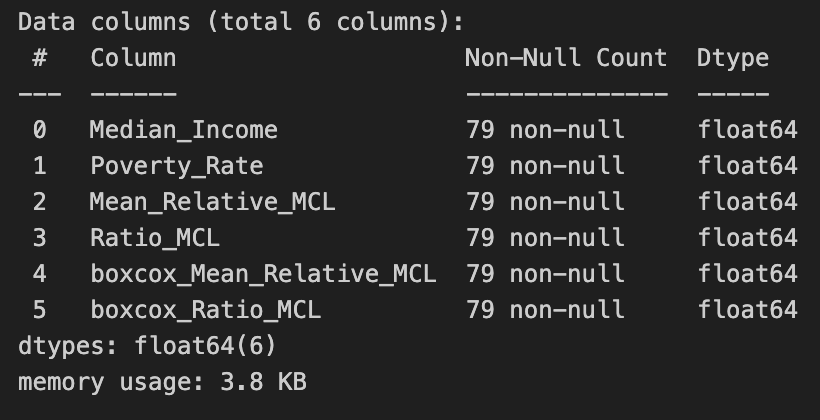 Data columns (total 6 columns):
 #   Column                    Non-Null Count  Dtype
---  ------                    --------------  -----
 0   Median_Income             79 non-null     float64
 1   Poverty_Rate              79 non-null     float64
 2   Mean_Relative_MCL         79 non-null     float64
 3   Ratio_MCL                 79 non-null     float64
 4   boxcox_Mean_Relative_MCL  79 non-null     float64
 5   boxcox_Ratio_MCL          79 non-null     float64
dtypes: float64(6)
memory usage: 3.8 KB